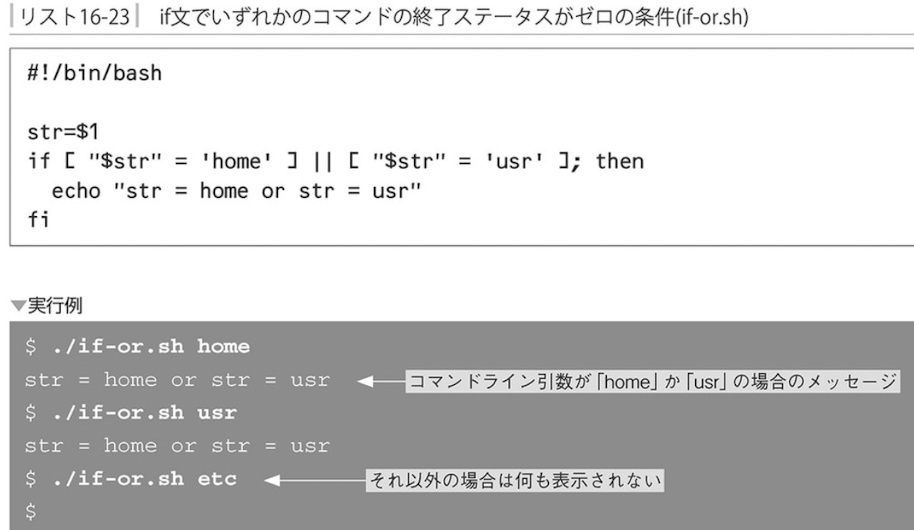 リスト16-23 if文でいずれかのコマンドの終了ステータスがゼロの条件(if-or.sh)
#!/bin/bash
str=$1
if [ "$str" = 'home' ] || [ "$str" = 'usr' ]; then
  echo "str = home or str = usr"
fi
▼実行例
$ ./if-or.sh home
str = home or str = usr コマンドライン引数が「home」か「usr」の場合のメッセージ
$ ./if-or.sh usr
str = home or str = usr
$ ./if-or.sh etc それ以外の場合は何も表示されない
$